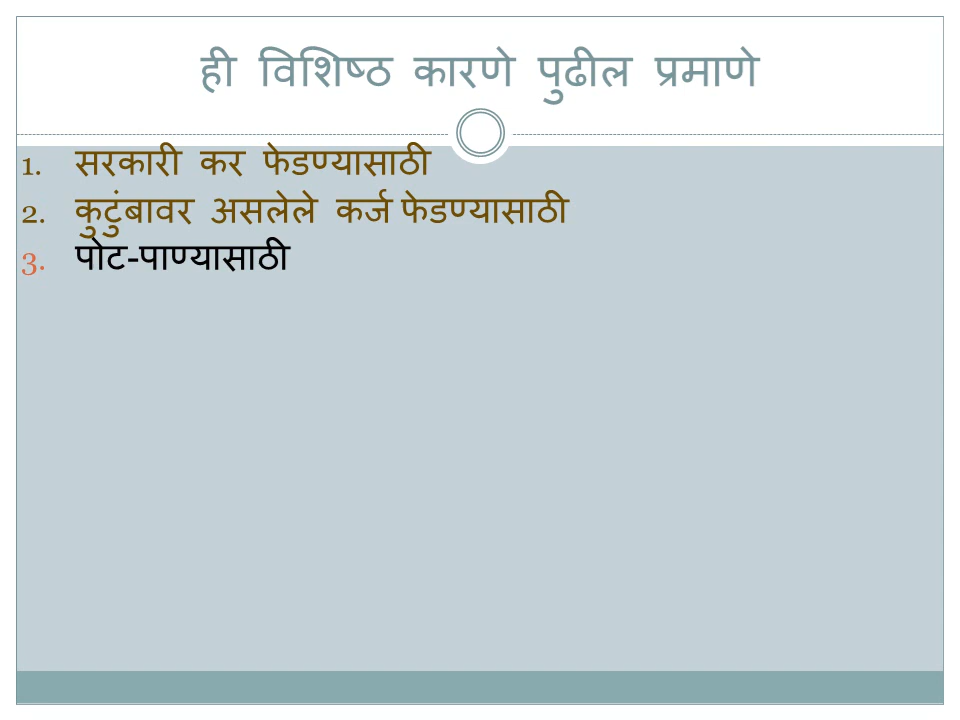 ही विशिष्ठ कारणे पुढील प्रमाणे
1. सरकारी कर फेडण्यासाठी
2. कुटुंबावर असलेले कर्ज फेडण्यासाठी
3. पोट-पाण्यासाठी